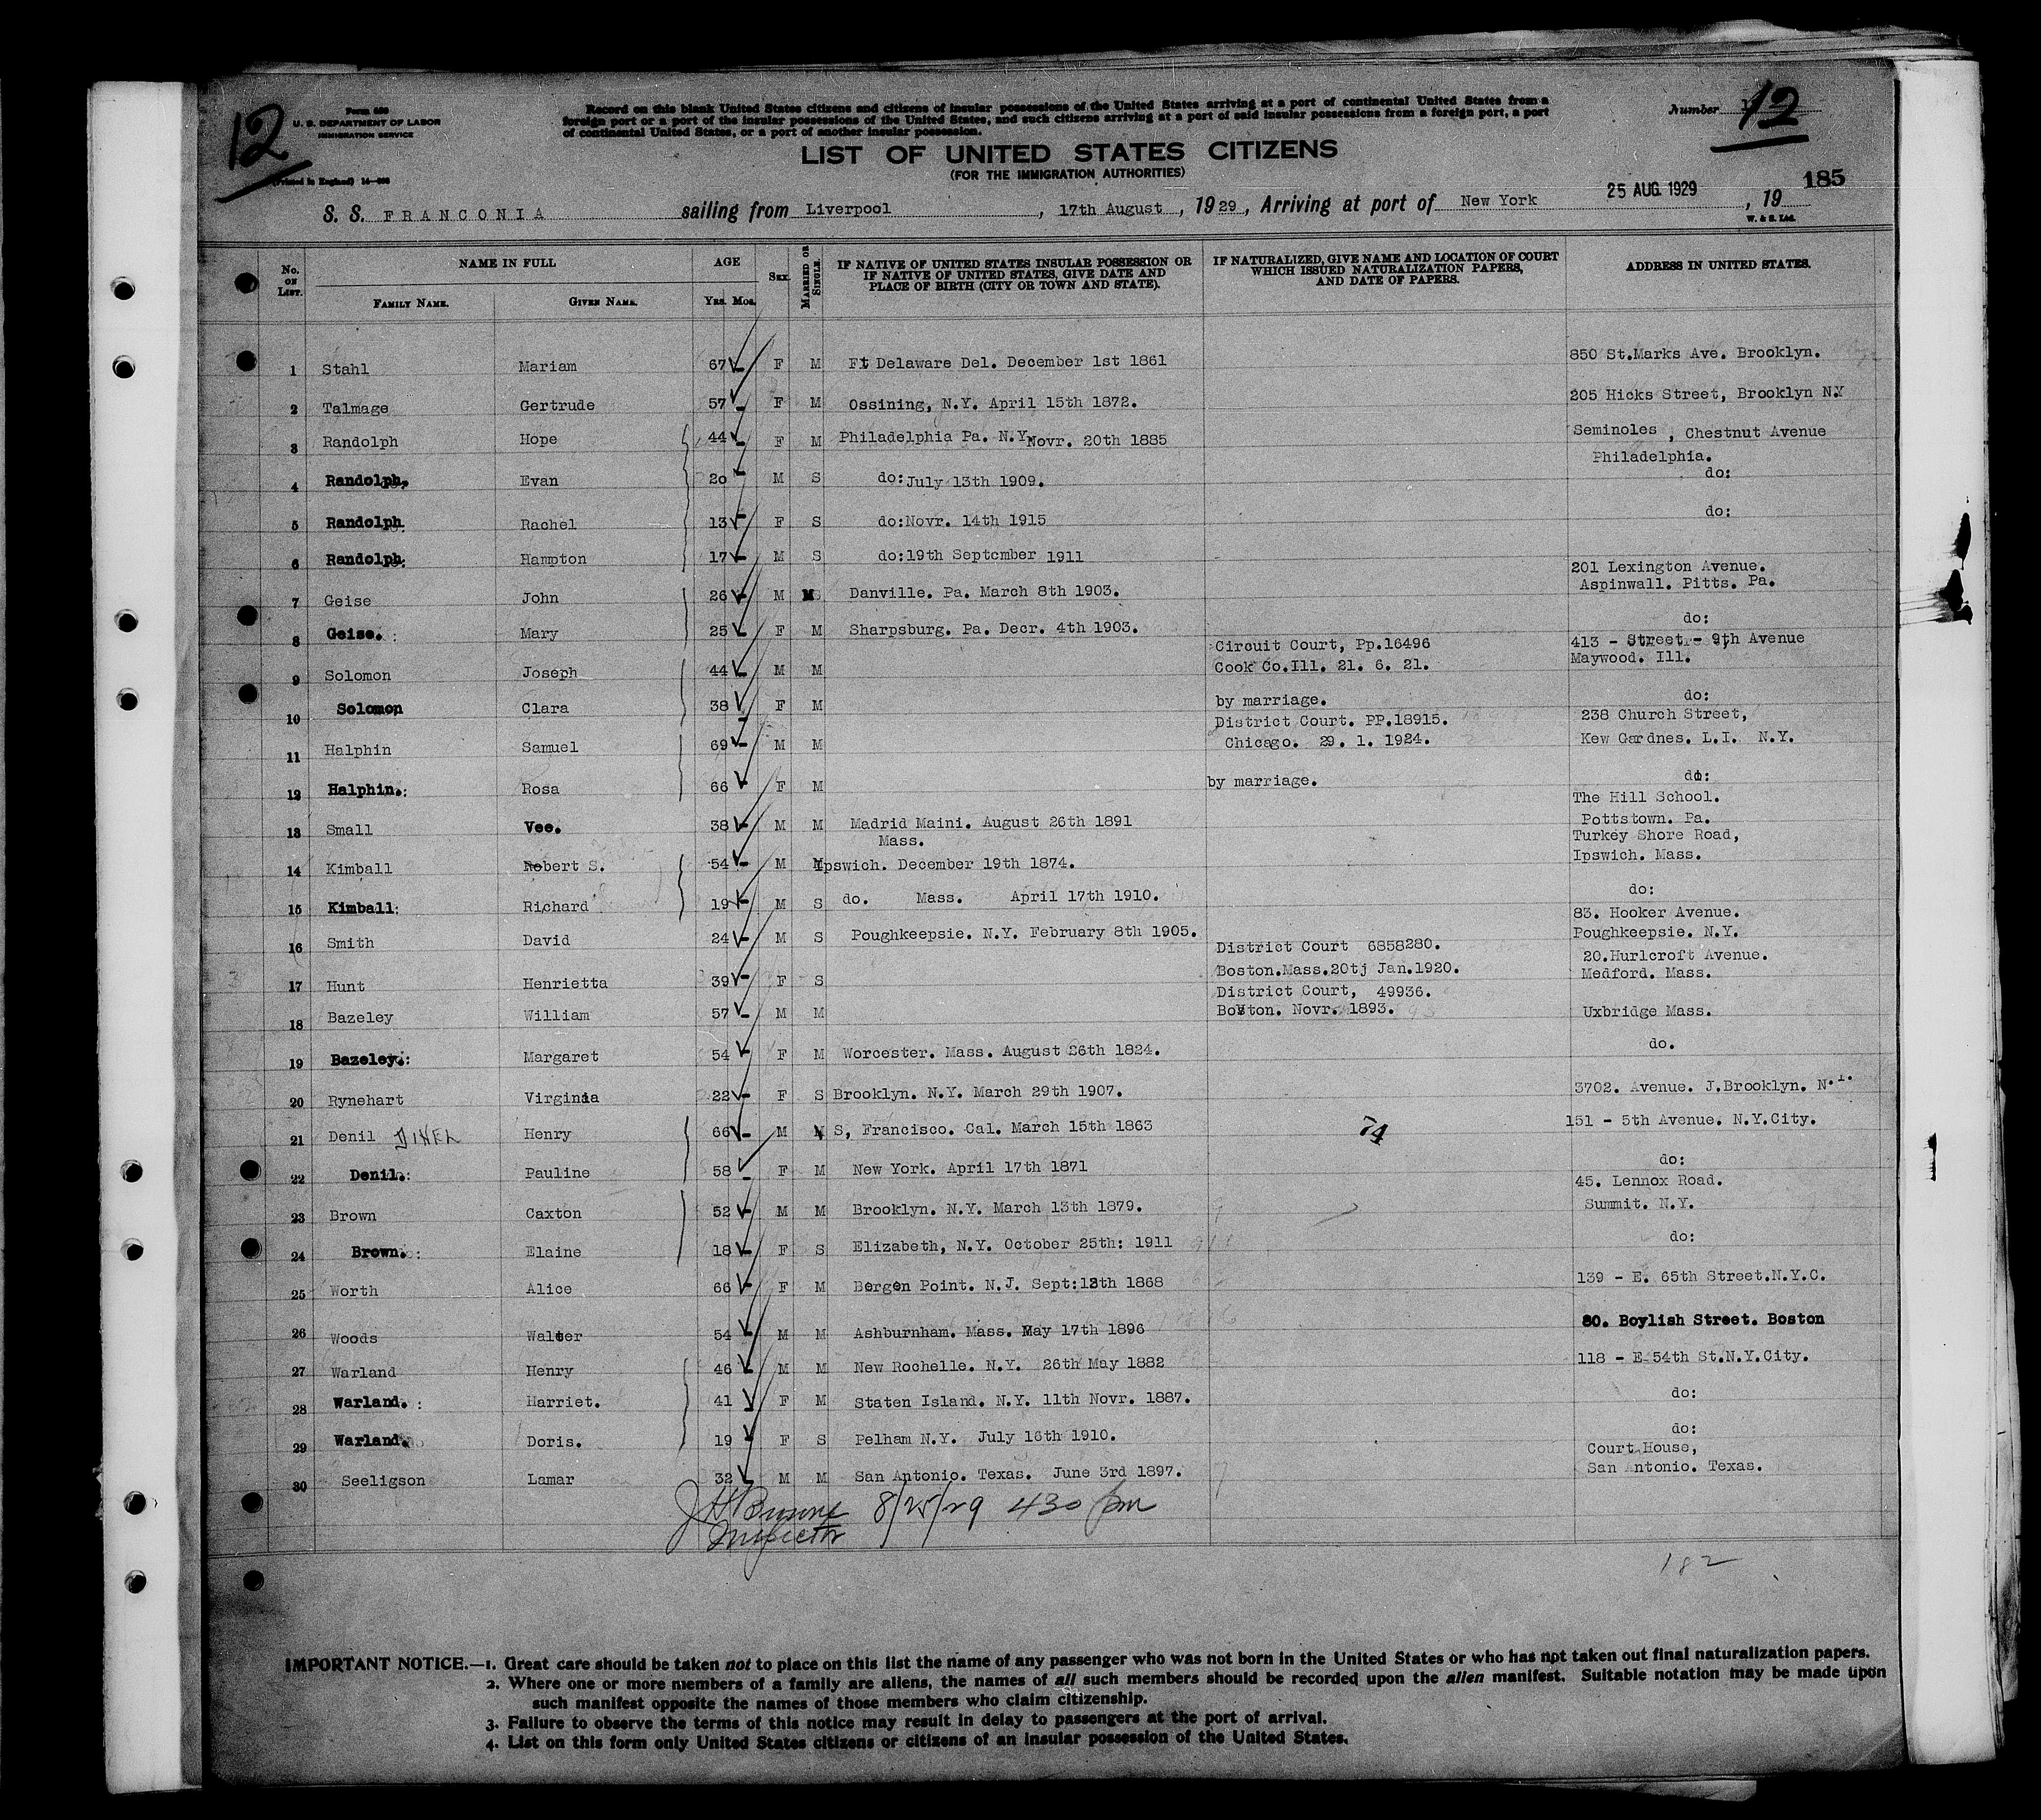 12
Form 630
U. S. DEPARTMENT OF LABOR
IMMIGRATION SERVICE
(Printed in England) 14—
Record on this blank United States citizens and citizens of insular possessions of the United States arriving at a port of continental United States from a
foreign port or a port of the insular possessions of the United States, and such citizens arriving at a port of said insular possessions from a foreign port, a port
of continental United States, or a port of another insular possession.
Number 12
LIST OF UNITED STATES CITIZENS
(FOR THE IMMIGRATION AUTHORITIES)
185
S. S. FRANCONIA sailing from Liverpool, 17th August, 1929, Arriving at port of New York 25 AUG. 1929, 19
W. & S. Ltd.
No. on List. NAME IN FULL FAMILY NAME. GIVEN NAME. AGE Yrs. Mos. SEX. MARRIED OR SINGLE. IF NATIVE OF UNITED STATES INSULAR POSSESSION OR IF NATIVE OF UNITED STATES, GIVE DATE AND PLACE OF BIRTH (CITY OR TOWN AND STATE). IF NATURALIZED, GIVE NAME AND LOCATION OF COURT WHICH ISSUED NATURALIZATION PAPERS, AND DATE OF PAPERS. ADDRESS IN UNITED STATES.
1 Stahl Mariam 67 - F M Ft Delaware Del. December 1st 1861 850 St.Marks Ave. Brooklyn.
2 Talmage Gertrude 57 - F M Ossining, N.Y. April 15th 1872. 205 Hicks Street, Brooklyn N.Y
3 Randolph Hope 44 - F M Philadelphia Pa. N.Y. Novr. 20th 1885 Seminoles , Chestnut Avenue Philadelphia.
4 Randolph. Evan 20 - M S do: July 13th 1909. do:
5 Randolph. Rachel 13 - F S do: Novr. 14th 1915 do:
6 Randolph. Hampton 17 - M S do: 19th September 1911
7 Geise John 26 - M M Danville. Pa. March 8th 1903. 201 Lexington Avenue. Aspinwall. Pitts. Pa.
8 Geise. : Mary 25 - F M Sharpsburg. Pa. Decr. 4th 1903. do:
9 Solomon Joseph 44 - M M Circuit Court, Pp.16496 Cook Co.Ill. 21. 6. 21. 413 - Street - 9th Avenue Maywood. Ill.
10 Solomon Clara 38 - F M by marriage. do:
11 Halphin Samuel 69 - M M District Court. PP.18915. Chicago. 29. 1. 1924. 238 Church Street, Kew Gardnes. L.I. N.Y.
12 Halphin.: Rosa 66 - F M by marriage. do:
13 Small Vee. 38 - M M Madrid Maini. August 26th 1891 The Hill School. Pottstown. Pa.
14 Kimball Robert S. 54 - M M Ipswich. Mass. December 19th 1874. Turkey Shore Road, Ipswich. Mass.
15 Kimball: Richard 19 - M S do. Mass. April 17th 1910. do:
16 Smith David 24 - M S Poughkeepsie. N.Y. February 8th 1905. 83. Hooker Avenue. Poughkeepsie. N.Y.
17 Hunt Henrietta 39 - F S District Court 6858280. Boston.Mass.20tj Jan.1920. 20.Hurlcroft Avenue. Medford. Mass.
18 Bazeley William 57 - M M District Court, 49936. Boston. Novr. 1893. Uxbridge Mass.
19 Bazeley.: Margaret 54 - F M Worcester. Mass. August 26th 1824. do.
20 Rynehart Virginia 22 - F S Brooklyn. N.Y. March 29th 1907. 3702. Avenue. J.Brooklyn. N.Y.
21 Denil DINEL Henry 66 - M M S, Francisco. Cal. March 15th 1863 74 151 - 5th Avenue. N.Y.City.
22 Denil.: Pauline 58 - F M New York. April 17th 1871 do:
23 Brown Caxton 52 - M M Brooklyn. N.Y. March 13th 1879. 45. Lennox Road. Summit. N.Y.
24 Brown. : Elaine 18 - F S Elizabeth, N.Y. October 25th: 1911 do:
25 Worth Alice 66 - F M Bergen Point. N.J. Sept:13th 1868 139 - E. 65th Street.N.Y.C.
26 Woods Walter 54 - M M Ashburnham. Mass. May 17th 1896 80. Boylish Street. Boston
27 Warland Henry 46 - M M New Rochelle. N.Y. 26th May 1882 118 - E 54th St.N.Y.City.
28 Warland. : Harriet. 41 - F M Staten Island. N.Y. 11th Novr. 1887. do:
29 Warland. Doris. 19 - F S Pelham N.Y. July 16th 1910. do:
30 Seeligson Lamar 32 - M M San Antonio. Texas. June 3rd 1897. Court House, San Antonio. Texas.
Inspector 8/25/29 430 pm
182
IMPORTANT NOTICE.—1. Great care should be taken not to place on this list the name of any passenger who was not born in the United States or who has not taken out final naturalization papers.
2. Where one or more members of a family are aliens, the names of all such members should be recorded upon the alien manifest. Suitable notation may be made upon
such manifest opposite the names of those members who claim citizenship.
3. Failure to observe the terms of this notice may result in delay to passengers at the port of arrival.
4. List on this form only United States citizens or citizens of an insular possession of the United States.